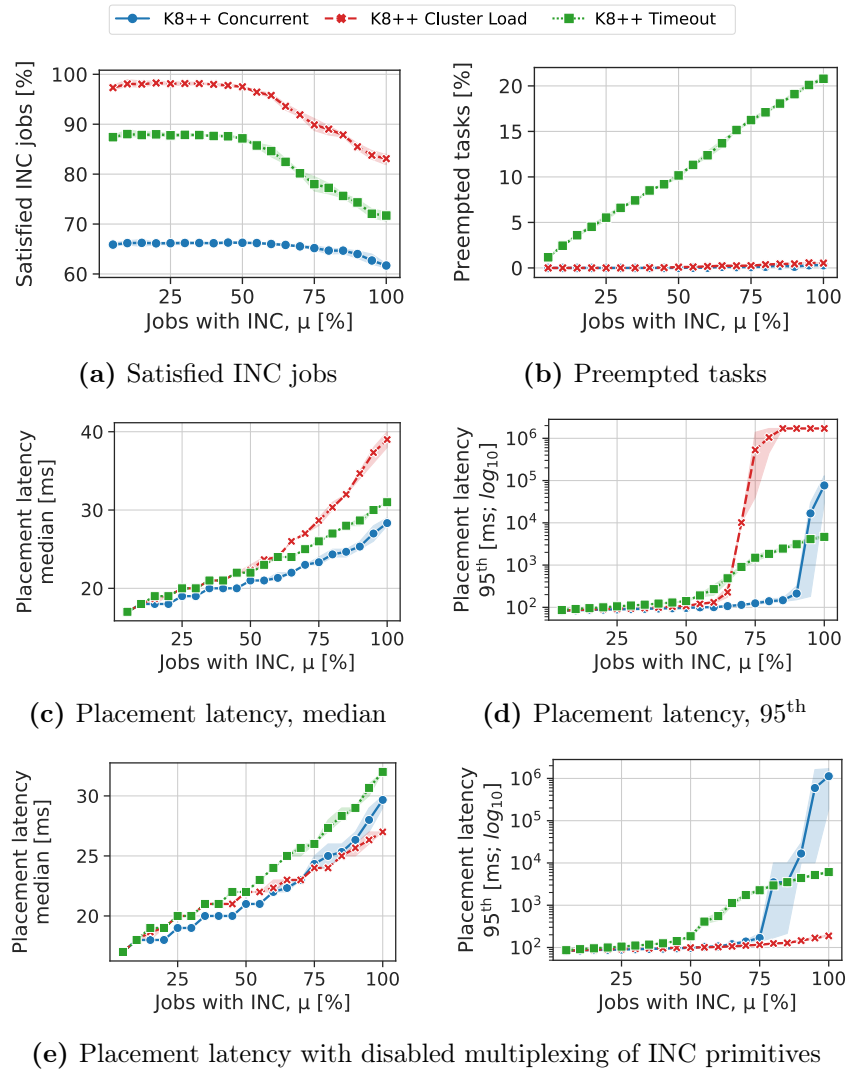 K8++ Concurrent K8++ Cluster Load K8++ Timeout
Satisfied INC jobs [%]
100
90
80
70
60
25 50 75 100
Jobs with INC, μ [%]
(a) Satisfied INC jobs
Preempted tasks [%]
20
15
10
5
0
25 50 75 100
Jobs with INC, μ [%]
(b) Preempted tasks
Placement latency
median [ms]
40
30
20
25 50 75 100
Jobs with INC, μ [%]
(c) Placement latency, median
Placement latency
95th [ms; log10]
10^6
10^5
10^4
10^3
10^2
25 50 75 100
Jobs with INC, μ [%]
(d) Placement latency, 95th
Placement latency
median [ms]
30
25
20
25 50 75 100
Jobs with INC, μ [%]
Placement latency
95th [ms; log10]
10^6
10^5
10^4
10^3
10^2
25 50 75 100
Jobs with INC, μ [%]
(e) Placement latency with disabled multiplexing of INC primitives